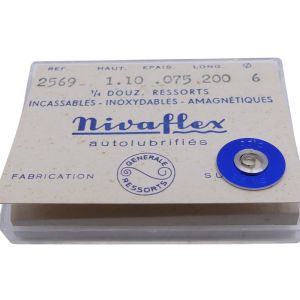 REF. HAUT. EPAIS. LONG. Ø
2569 1.10 .075 .200 6
¼ DOUZ. RESSORTS
INCASSABLES - INOXYDABLES - AMAGNÉTIQUES
Nivaflex
autolubrifiés
FABRICATION SU
GENERALE RESSORTS